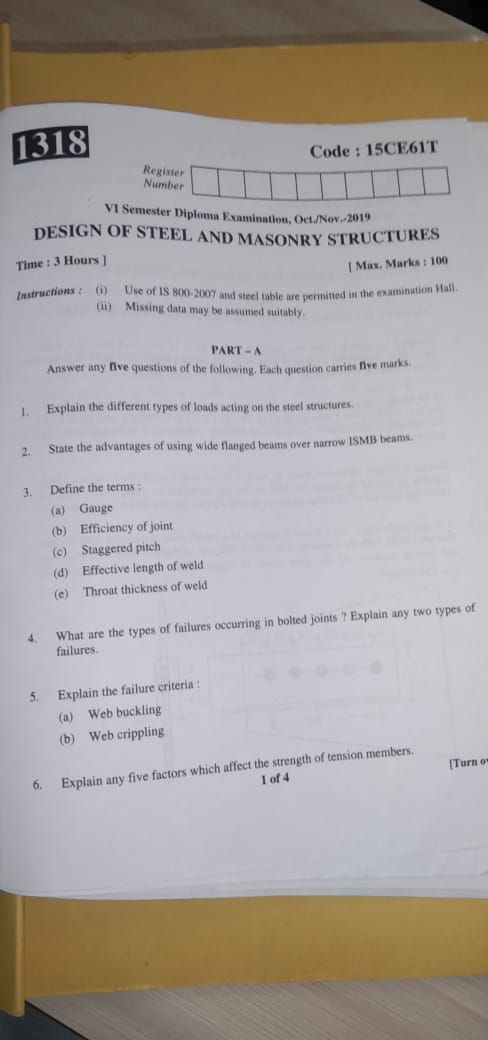 1318
Code : 15CE61T
Register
Number
VI Semester Diploma Examination, Oct./Nov.-2019
DESIGN OF STEEL AND MASONRY STRUCTURES
Time : 3 Hours ]
[ Max. Marks : 100
Instructions : (i) Use of IS 800-2007 and steel table are permitted in the examination Hall.
(ii) Missing data may be assumed suitably.
PART – A
Answer any five questions of the following. Each question carries five marks.
1. Explain the different types of loads acting on the steel structures.
2. State the advantages of using wide flanged beams over narrow ISMB beams.
3. Define the terms :
(a) Gauge
(b) Efficiency of joint
(c) Staggered pitch
(d) Effective length of weld
(e) Throat thickness of weld
4. What are the types of failures occurring in bolted joints ? Explain any two types of
failures.
5. Explain the failure criteria :
(a) Web buckling
(b) Web crippling
6. Explain any five factors which affect the strength of tension members.
1 of 4
[Turn